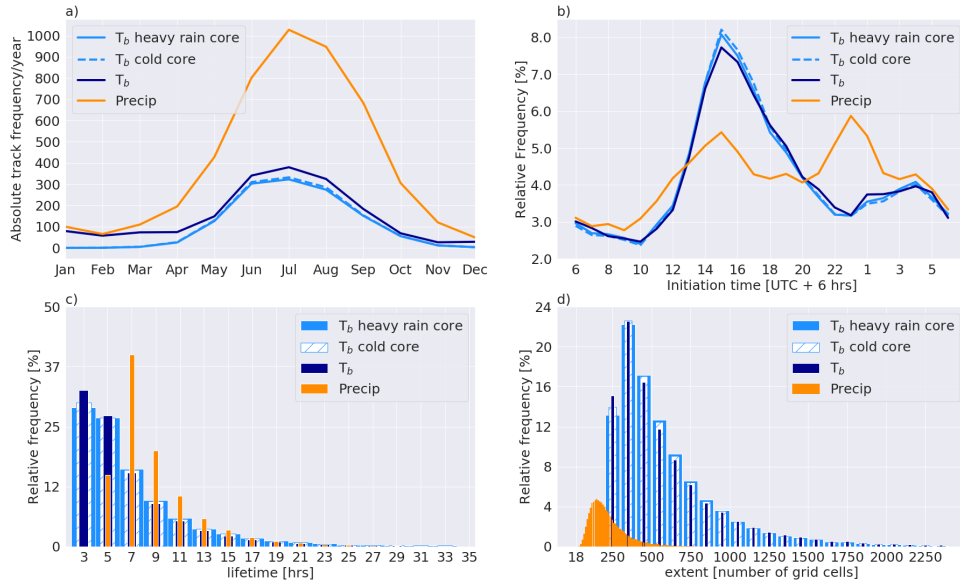 a)
Absolute track frequency/year
1000
900
800
700
600
500
400
300
200
100
0
T_b heavy rain core
T_b cold core
T_b
Precip
Jan Feb Mar Apr May Jun Jul Aug Sep Oct Nov Dec
b)
Relative Frequency [%]
8.0
7.0
6.0
5.0
4.0
3.0
2.0
T_b heavy rain core
T_b cold core
T_b
Precip
6 8 10 12 14 16 18 20 22 1 3 5
Initiation time [UTC + 6 hrs]
c)
Relative frequency [%]
50
37
25
12
0
T_b heavy rain core
T_b cold core
T_b
Precip
3 5 7 9 11 13 15 17 19 21 23 25 27 29 31 33 35
lifetime [hrs]
d)
Relative frequency [%]
24
20
16
12
8
4
0
T_b heavy rain core
T_b cold core
T_b
Precip
18 250 500 750 1000 1250 1500 1750 2000 2250
extent [number of grid cells]